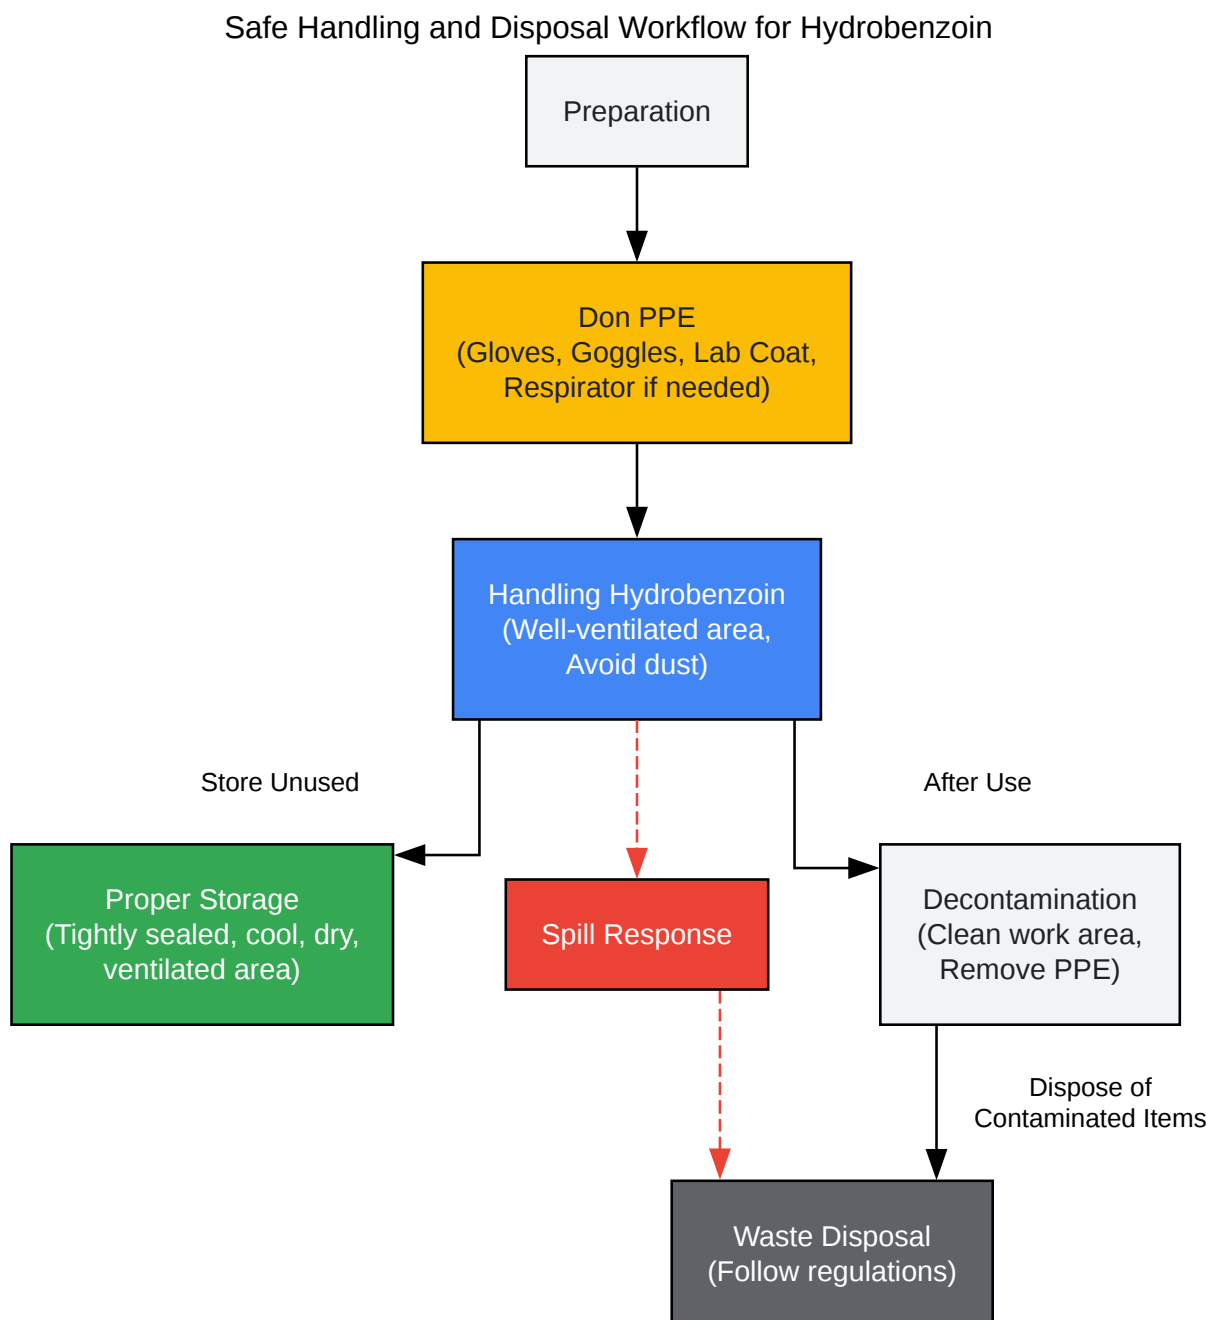 Safe Handling and Disposal Workflow for Hydrobenzoin
Preparation
Don PPE
(Gloves, Goggles, Lab Coat,
Respirator if needed)
Handling Hydrobenzoin
(Well-ventilated area,
Avoid dust)
Store Unused
After Use
Proper Storage
(Tightly sealed, cool, dry,
ventilated area)
Spill Response
Decontamination
(Clean work area,
Remove PPE)
Dispose of
Contaminated Items
Waste Disposal
(Follow regulations)